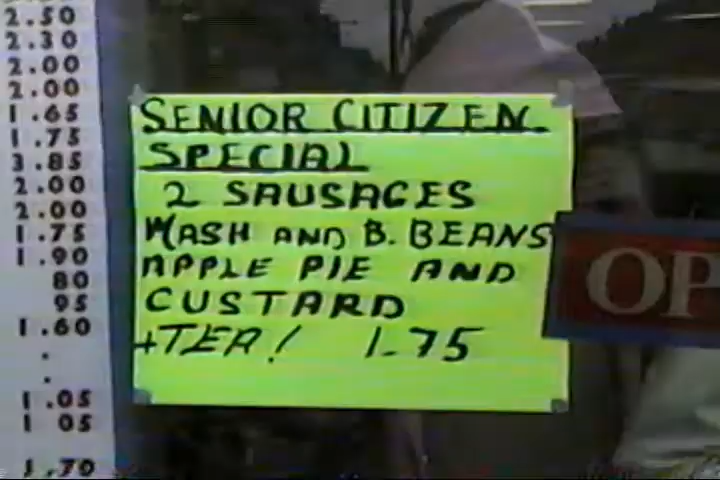 2.50
2.30
2.00
2.00
1.65
1.75
3.85
2.00
2.00
1.75
1.90
80
95
1.60
.
.
1.05
1 05
1.70
SENIOR CITIZEN
SPECIAL
2 SAUSAGES
MASH AND B. BEANS
APPLE PIE AND
CUSTARD
+TEA! 1.75
OP